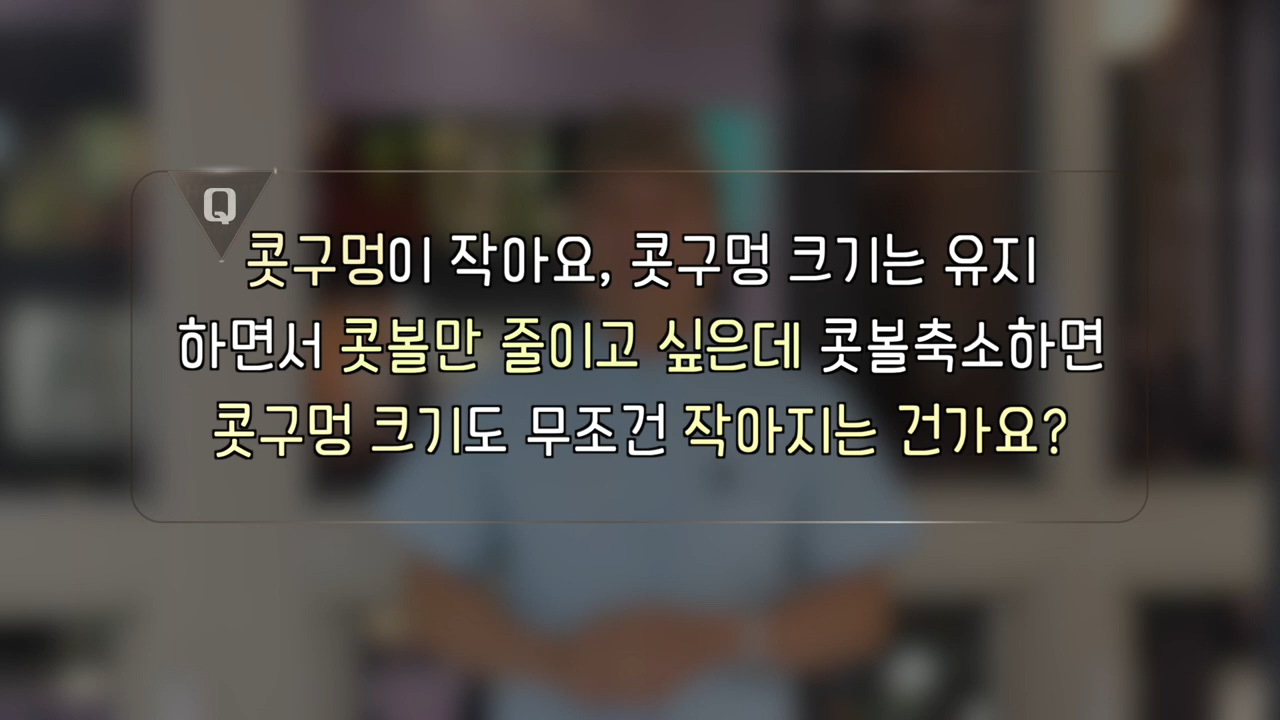 Q
콧구멍이 작아요, 콧구멍 크기는 유지
하면서 콧볼만 줄이고 싶은데 콧볼축소하면
콧구멍 크기도 무조건 작아지는 건가요?